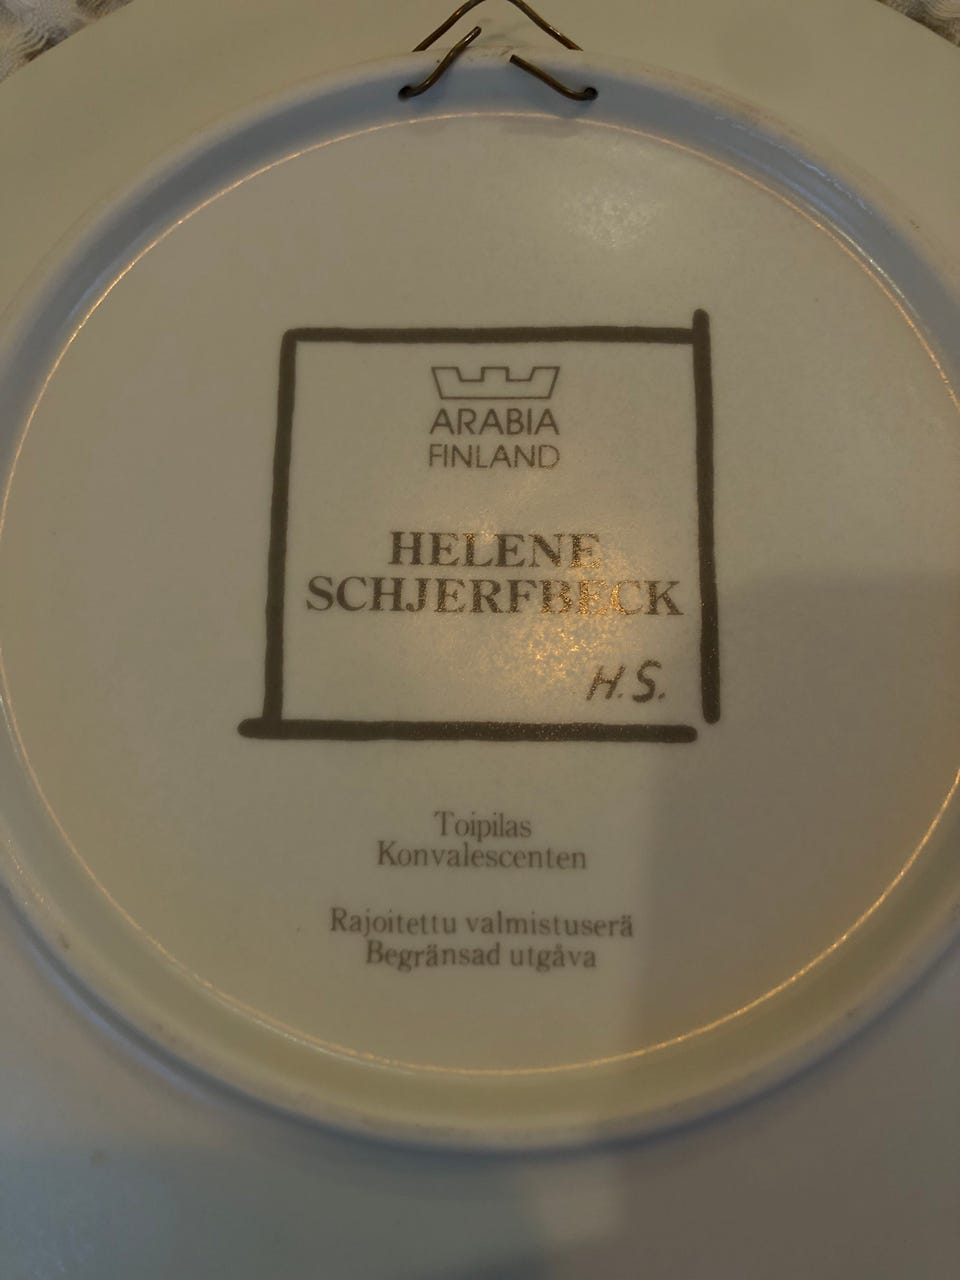 ARABIA
FINLAND
HELENE
SCHJERFBECK
H.S.
Toipilas
Konvalescenten
Rajoitettu valmistuserä
Begränsad utgåva